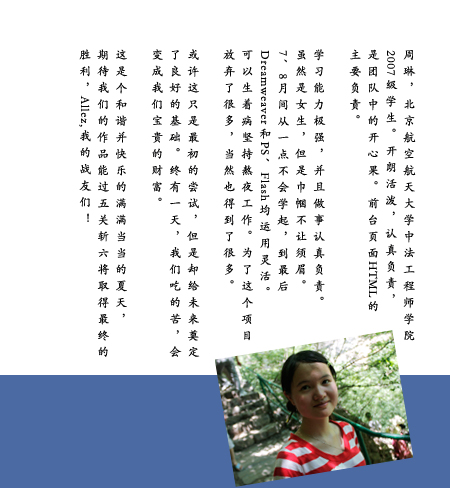 周琳，北京航空航天大学中法工程师学院
2007级学生。开朗活泼，认真负责，
是团队中的开心果。前台页面HTML的
主要负责。
学习能力极强，并且做事认真负责。
虽然是女生，但是巾帼不让须眉。
7、8月间从一点不会学起，到最后
Dreamweaver和PS、Flash均运用灵活。
可以生着病坚持熬夜工作。为了这个项目
放弃了很多，当然也得到了很多。
或许这只是最初的尝试，但是却给未来奠定
了良好的基础。终有一天，我们吃的苦，会
变成我们宝贵的财富。
这是个和谐并快乐的满满当当的夏天，
期待我们的作品能过五关斩六将取得最终的
胜利，Allez,我的战友们！